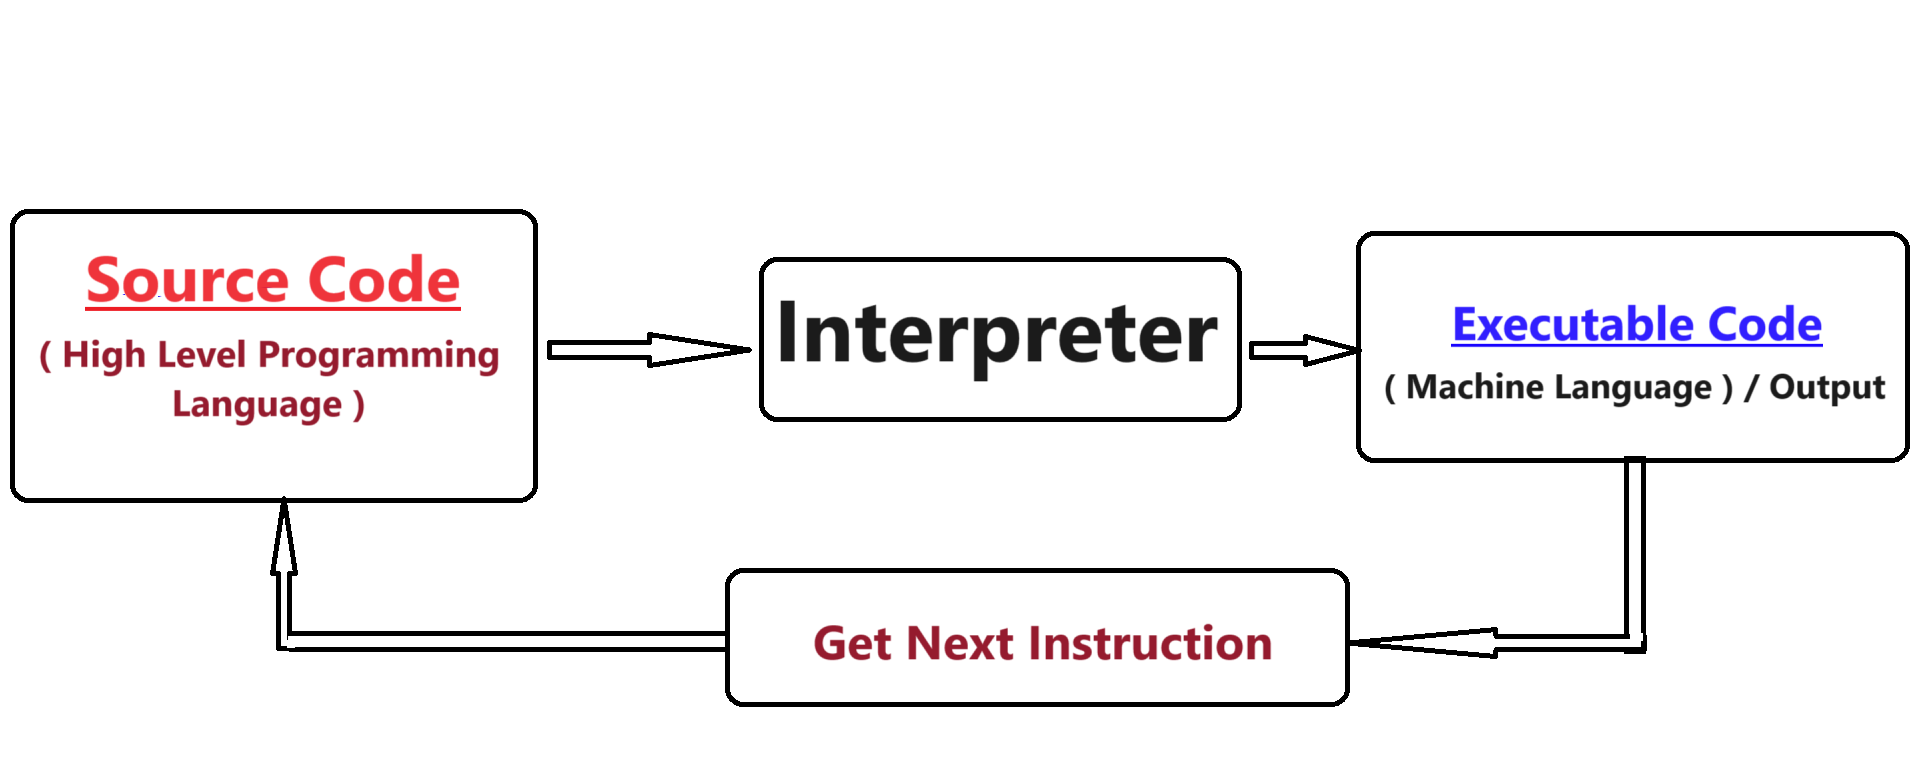 Source Code
( High Level Programming
Language )
Interpreter
Executable Code
( Machine Language ) / Output
Get Next Instruction